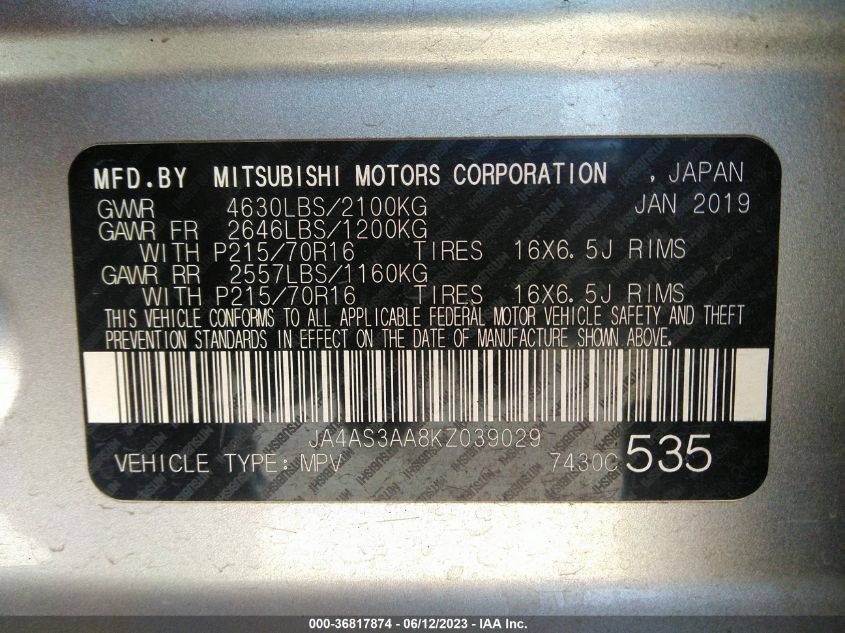 MFD.BY MITSUBISHI MOTORS CORPORATION , JAPAN
GVWR 4630LBS/2100KG JAN 2019
GAWR FR 2646LBS/1200KG
WITH P215/70R16 TIRES 16X6.5J RIMS
GAWR RR 2557LBS/1160KG
WITH P215/70R16 TIRES 16X6.5J RIMS
THIS VEHICLE CONFORMS TO ALL APPLICABLE FEDERAL MOTOR VEHICLE SAFETY AND THEFT
PREVENTION STANDARDS IN EFFECT ON THE DATE OF MANUFACTURE SHOWN ABOVE.
JA4AS3AA8KZ039029
VEHICLE TYPE: MPV 7430C 535
000-36817874 - 06/12/2023 - IAA Inc.